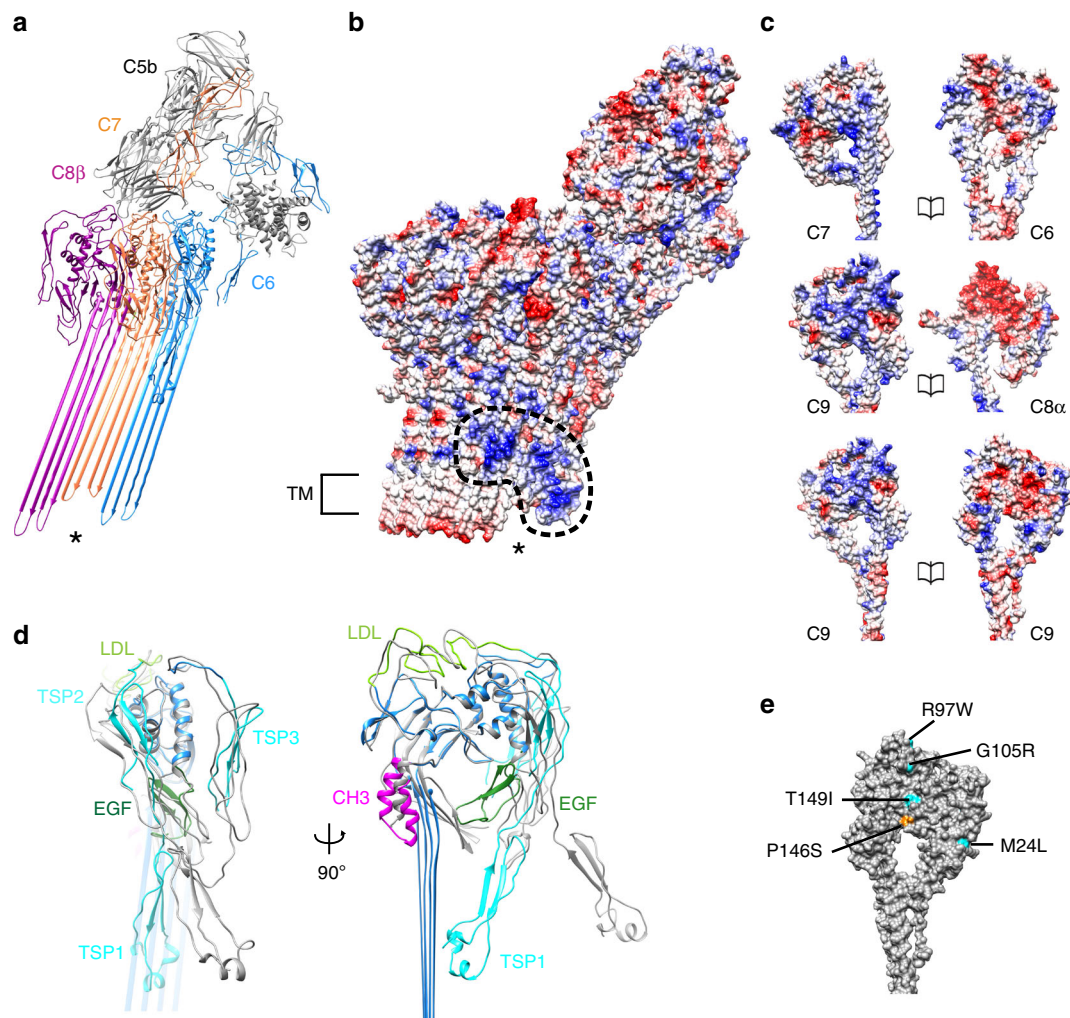 a
C5b
C7
C8β
C6
*
b
TM
*
c
C7
C6
C9
C8α
C9
C9
d
LDL
TSP2
TSP3
EGF
TSP1
90°
LDL
CH3
EGF
TSP1
e
R97W
G105R
T149I
P146S
M24L